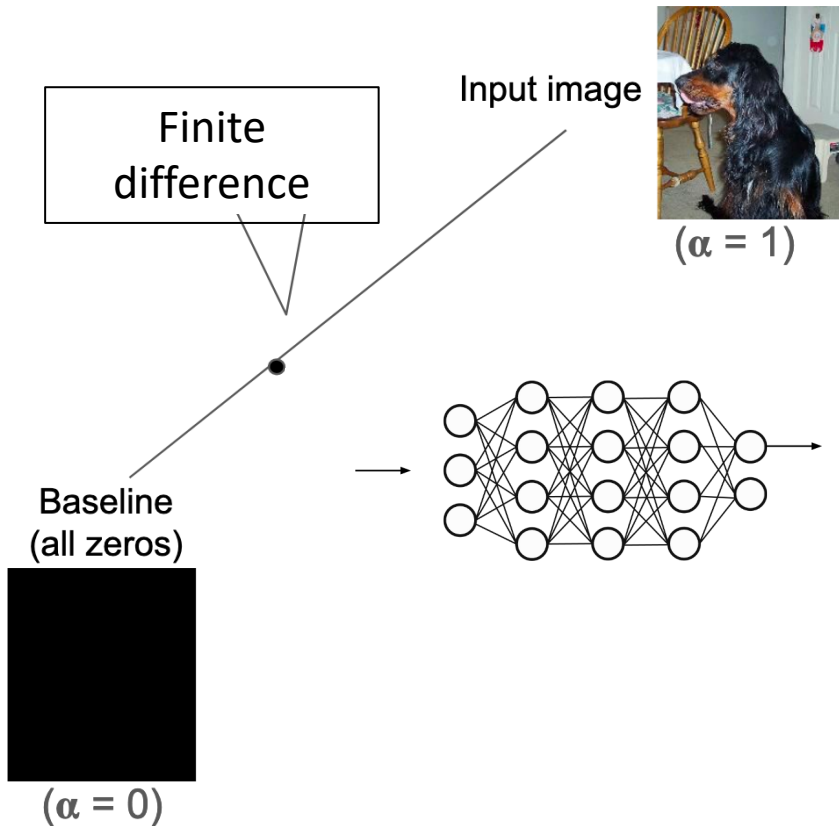 Input image
Finite
difference
(α = 1)
Baseline
(all zeros)
(α = 0)